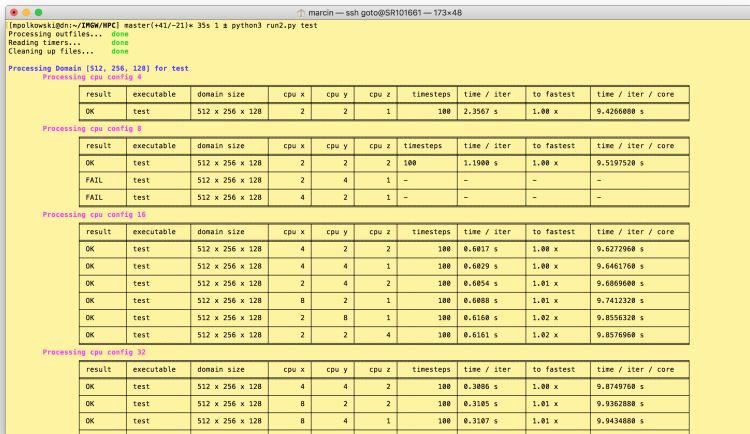 marcin — ssh goto@SR101661 — 173×48
[mpolkowski@dn:~/IMGW/HPC] master(+41/-21)* 35s 1 ± python3 run2.py test
Processing outfiles... done
Reading timers... done
Cleaning up files... done
Processing Domain [512, 256, 128] for test
Processing cpu config 4
result executable domain size cpu x cpu y cpu z timesteps time / iter to fastest time / iter / core
OK test 512 x 256 x 128 2 2 1 100 2.3567 s 1.00 x 9.4266080 s
Processing cpu config 8
result executable domain size cpu x cpu y cpu z timesteps time / iter to fastest time / iter / core
OK test 512 x 256 x 128 2 2 2 100 1.1900 s 1.00 x 9.5197520 s
FAIL test 512 x 256 x 128 2 4 1 – – – –
FAIL test 512 x 256 x 128 4 2 1 – – – –
Processing cpu config 16
result executable domain size cpu x cpu y cpu z timesteps time / iter to fastest time / iter / core
OK test 512 x 256 x 128 4 2 2 100 0.6017 s 1.00 x 9.6272960 s
OK test 512 x 256 x 128 4 4 1 100 0.6029 s 1.00 x 9.6461760 s
OK test 512 x 256 x 128 2 4 2 100 0.6054 s 1.01 x 9.6869600 s
OK test 512 x 256 x 128 8 2 1 100 0.6088 s 1.01 x 9.7412320 s
OK test 512 x 256 x 128 2 8 1 100 0.6160 s 1.02 x 9.8556320 s
OK test 512 x 256 x 128 2 2 4 100 0.6161 s 1.02 x 9.8576960 s
Processing cpu config 32
result executable domain size cpu x cpu y cpu z timesteps time / iter to fastest time / iter / core
OK test 512 x 256 x 128 4 4 2 100 0.3086 s 1.00 x 9.8749760 s
OK test 512 x 256 x 128 8 2 2 100 0.3105 s 1.01 x 9.9362880 s
OK test 512 x 256 x 128 8 4 1 100 0.3107 s 1.01 x 9.9434880 s